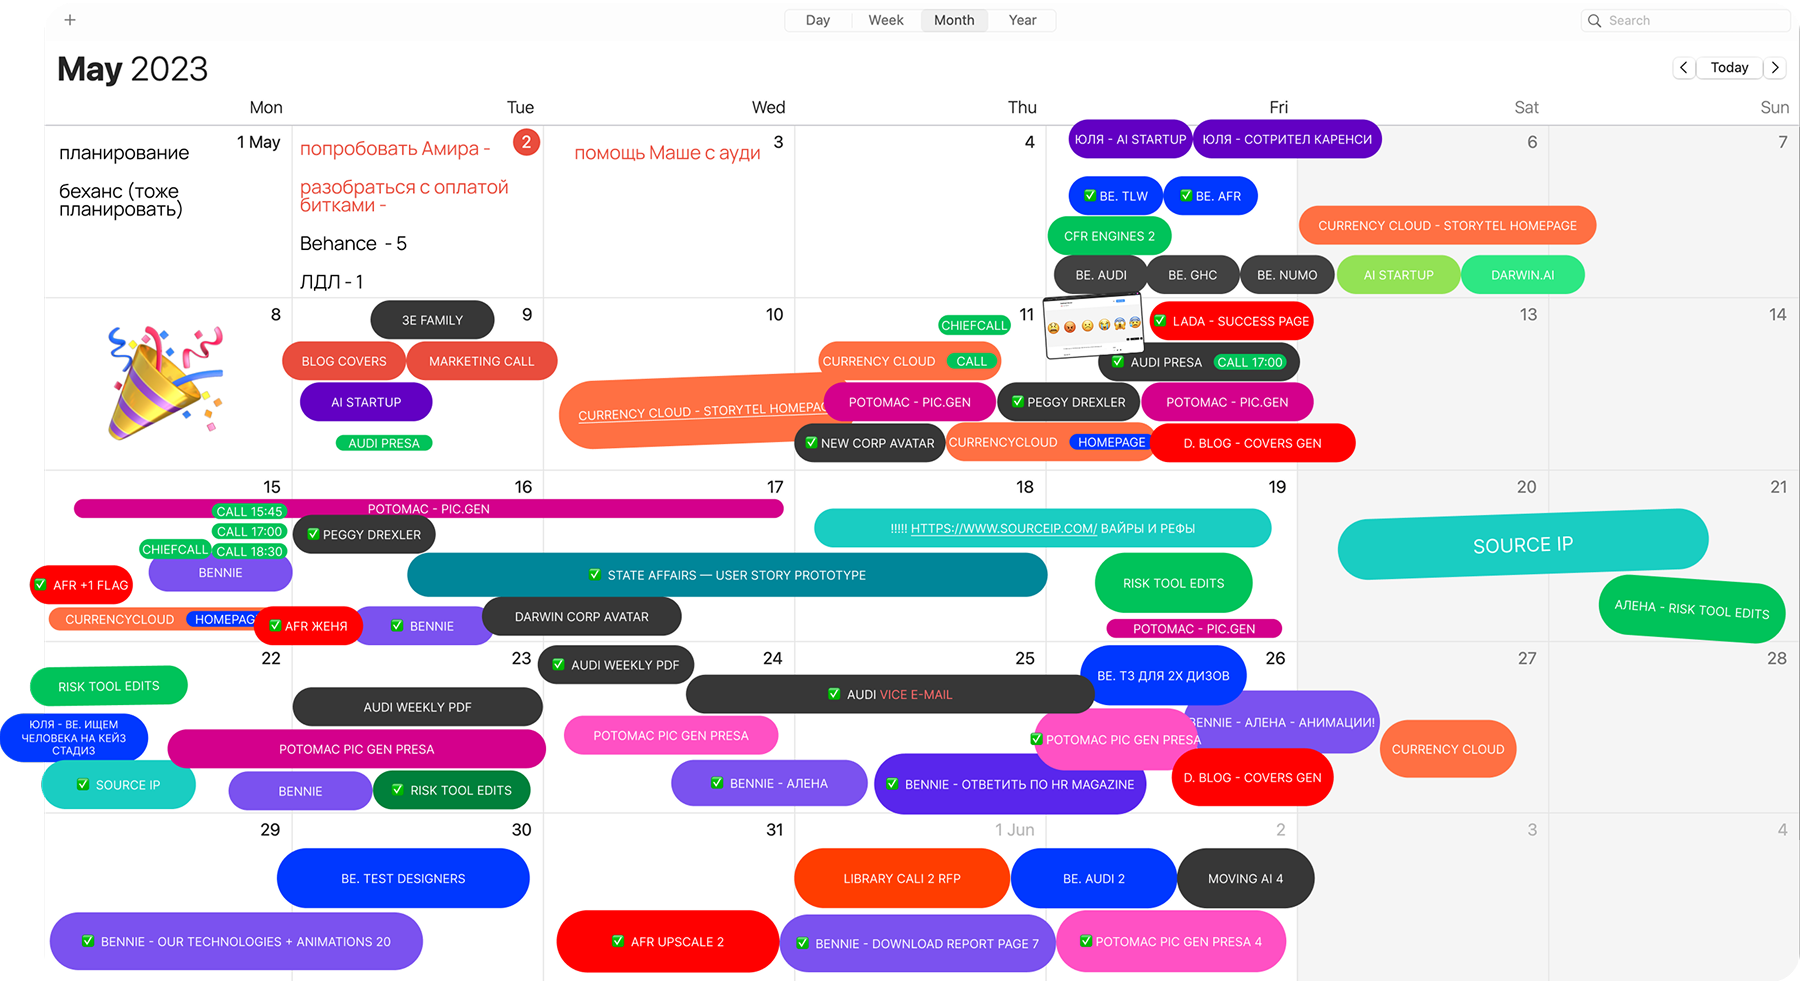 +
Day Week Month Year
Search
May 2023
< Today >
Mon Tue Wed Thu Fri Sat Sun
1 May
планирование
беханс (тоже
планировать)
2
попробовать Амира -
разобраться с оплатой
битками -
Behance - 5
ЛДЛ - 1
3
помощь Маше с ауди
4
ЮЛЯ - AI STARTUP
ЮЛЯ - СОТРИТЕЛ КАРЕНСИ
✅ BE. TLW
✅ BE. AFR
CFR ENGINES 2
BE. AUDI
BE. GHC
BE. NUMO
6
CURRENCY CLOUD - STORYTEL HOMEPAGE
AI STARTUP
DARWIN.AI
7
8
9
3E FAMILY
BLOG COVERS
MARKETING CALL
AI STARTUP
AUDI PRESA
10
CURRENCY CLOUD - STORYTEL HOMEPAG
11
CHIEFCALL
CURRENCY CLOUD CALL
POTOMAC - PIC.GEN
✅ PEGGY DREXLER
✅ NEW CORP AVATAR
CURRENCYCLOUD HOMEPAGE
✅ LADA - SUCCESS PAGE
✅ AUDI PRESA CALL 17:00
POTOMAC - PIC.GEN
D. BLOG - COVERS GEN
13
14
15
16
17
POTOMAC - PIC.GEN
CALL 15:45
CALL 17:00
CHIEFCALL
CALL 18:30
BENNIE
✅ AFR +1 FLAG
CURRENCYCLOUD HOMEPAG
✅ PEGGY DREXLER
✅ STATE AFFAIRS — USER STORY PROTOTYPE
✅ AFR ЖЕНЯ
✅ BENNIE
DARWIN CORP AVATAR
18
19
!!!!! HTTPS://WWW.SOURCEIP.COM/ ВАЙРЫ И РЕФЫ
RISK TOOL EDITS
POTOMAC - PIC.GEN
20
21
SOURCE IP
АЛЕНА - RISK TOOL EDITS
22
RISK TOOL EDITS
ЮЛЯ - BE. ИЩЕМ
ЧЕЛОВЕКА НА КЕЙЗ
СТАДИЗ
✅ SOURCE IP
23
AUDI WEEKLY PDF
POTOMAC PIC GEN PRESA
BENNIE
✅ RISK TOOL EDITS
24
✅ AUDI WEEKLY PDF
✅ AUDI VICE E-MAIL
POTOMAC PIC GEN PRESA
✅ BENNIE - АЛЕНА
25
✅ BENNIE - ОТВЕТИТЬ ПО HR MAGAZINE
26
BE. ТЗ ДЛЯ 2Х ДИЗОВ
BENNIE - АЛЕНА - АНИМАЦИИ!
✅ POTOMAC PIC GEN PRESA
D. BLOG - COVERS GEN
27
CURRENCY CLOUD
28
29
30
BE. TEST DESIGNERS
✅ BENNIE - OUR TECHNOLOGIES + ANIMATIONS 20
31
✅ AFR UPSCALE 2
1 Jun
LIBRARY CALI 2 RFP
✅ BENNIE - DOWNLOAD REPORT PAGE 7
2
BE. AUDI 2
MOVING AI 4
✅ POTOMAC PIC GEN PRESA 4
3
4